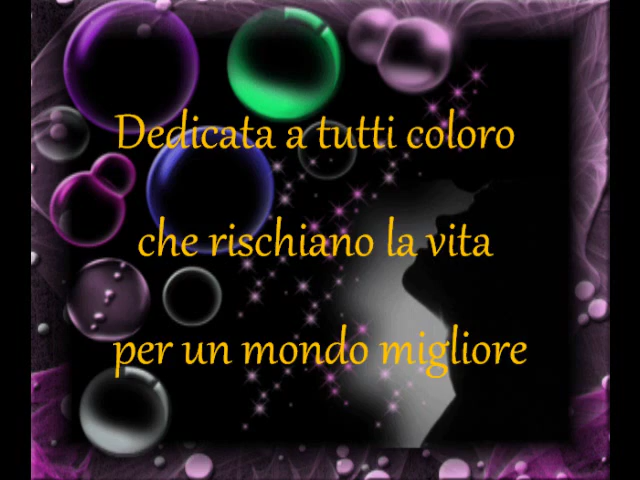 Dedicata a tutti coloro
che rischiano la vita
per un mondo migliore